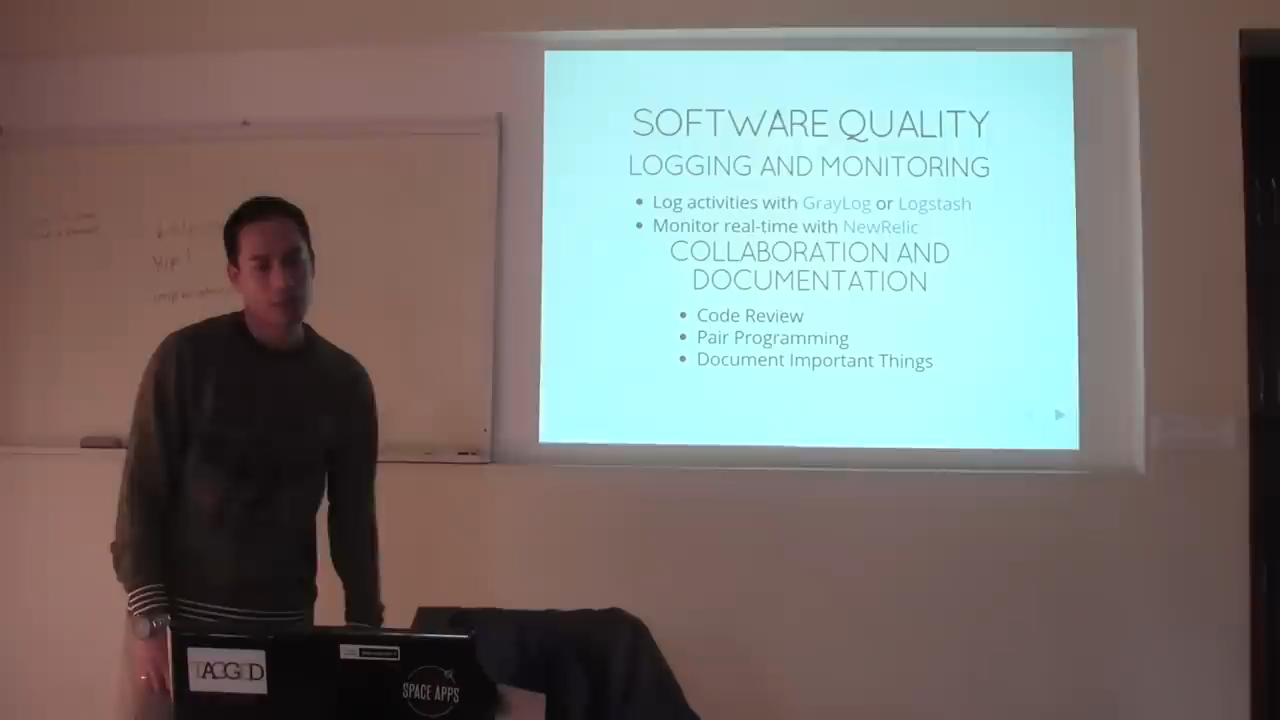 SOFTWARE QUALITY
LOGGING AND MONITORING
• Log activities with GrayLog or Logstash
• Monitor real-time with NewRelic
COLLABORATION AND
DOCUMENTATION
• Code Review
• Pair Programming
• Document Important Things
TAGGED
SPACE APPS